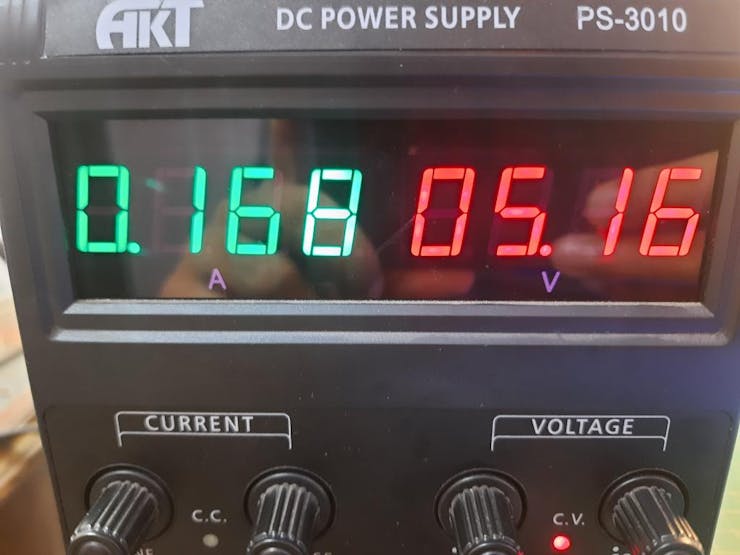 AKT DC POWER SUPPLY PS-3010
0.168 05.16
A V
CURRENT VOLTAGE
C.C. C.V.